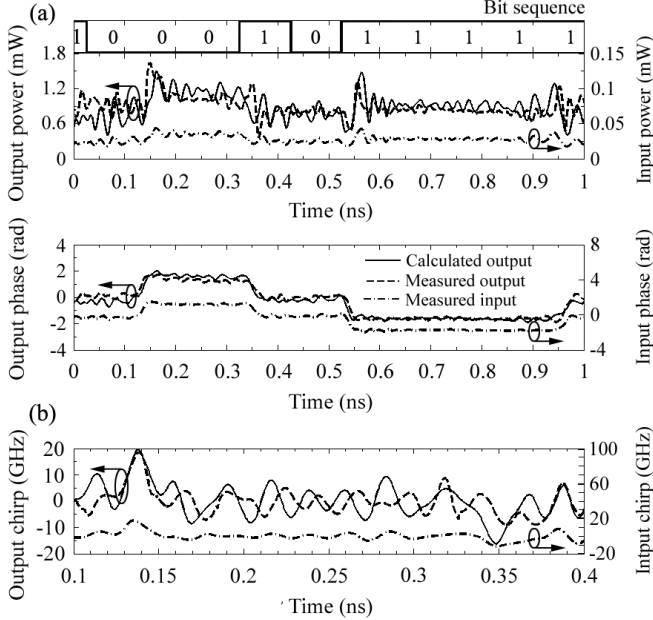 (a)
Bit sequence
1 0 0 0 1 0 1 1 1 1 1 1
Output power (mW)
1.8
1.2
0.6
0
0.15
0.1
0.05
0
Input power (mW)
0 0.1 0 0.2 0.3 0.4 0.5 0.6 0.7 0.8 0.9 1
Time (ns)
Output phase (rad)
4
2
0
-2
-4
8
4
0
-4
Input phase (rad)
Calculated output
Measured output
Measured input
0 0.1 0.2 0.3 0.4 0.5 0.6 0.7 0.8 0.9 1
Time (ns)
(b)
Output chirp (GHz)
20
10
0
-10
-20
100
60
20
-20
Intput chirp (GHz)
0.1 0.15 0.2 0.25 0.3 0.35 0.4
Time (ns)